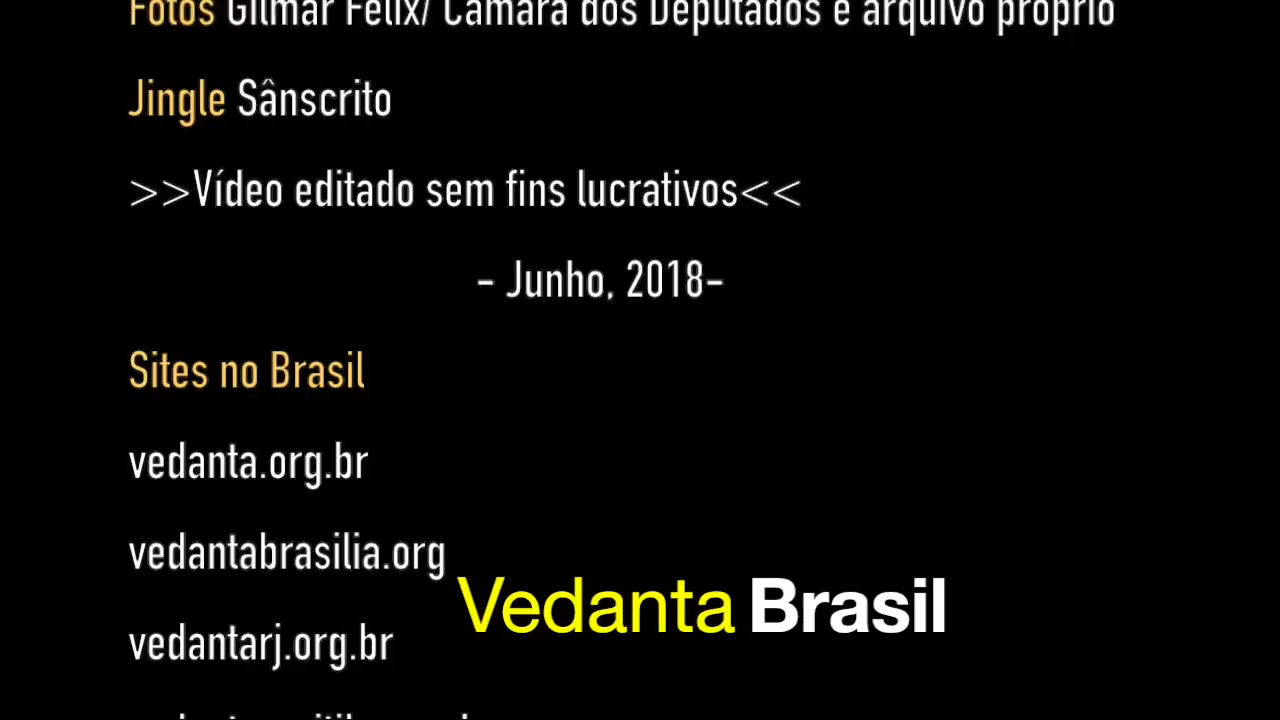 Fotos Gilmar Felix/ Câmara dos Deputados e arquivo próprio
Jingle Sânscrito
>>Vídeo editado sem fins lucrativos<<
- Junho, 2018-
Sites no Brasil
vedanta.org.br
vedantabrasilia.org
Vedanta Brasil
vedantarj.org.br